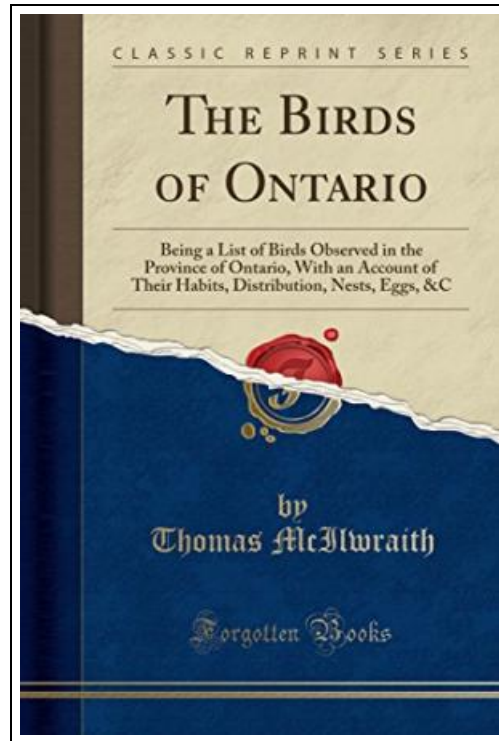 CLASSIC REPRINT SERIES
THE BIRDS
OF ONTARIO
Being a List of Birds Observed in the
Province of Ontario, With an Account of
Their Habits, Distribution, Nests, Eggs, &C
by
Thomas McIlwraith
Forgotten Books